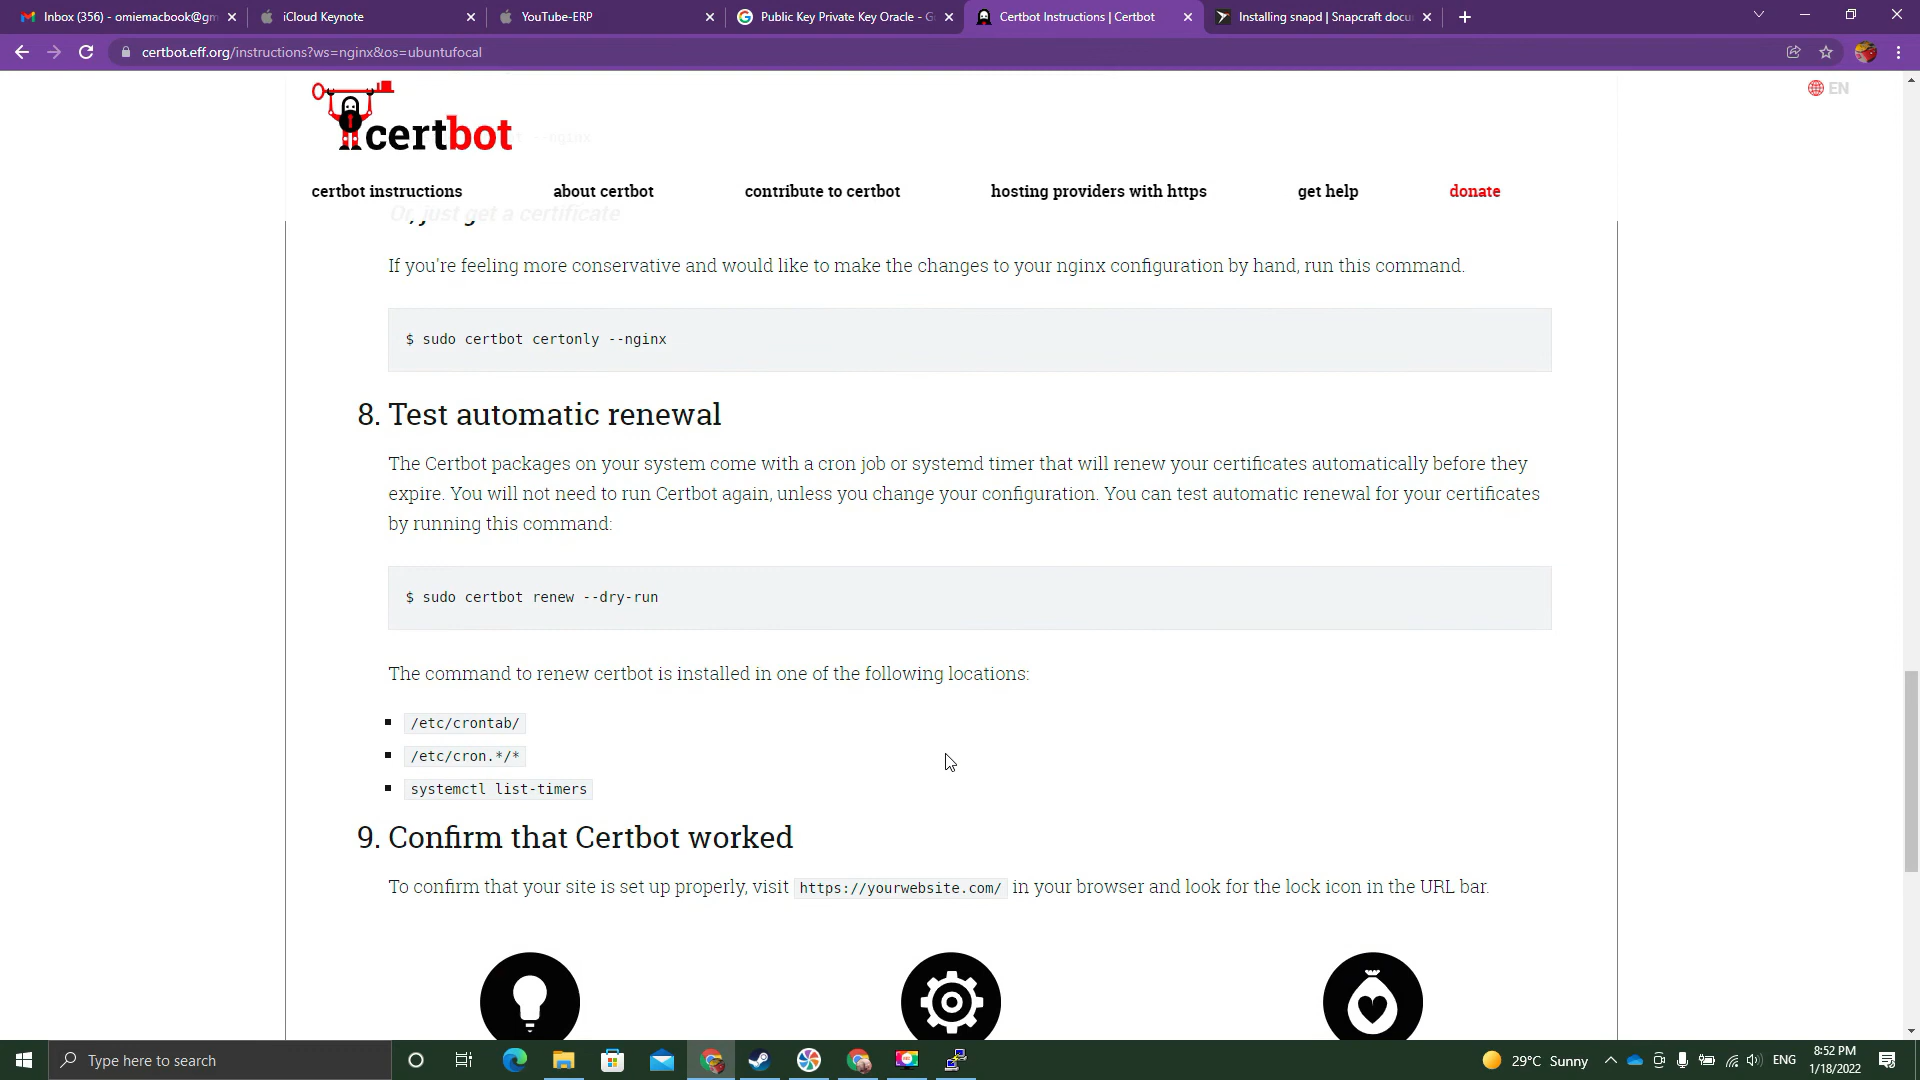 Inbox (356) - omiemacbook@gm
iCloud Keynote
YouTube-ERP
Public Key Private Key Oracle - G
Certbot Instructions | Certbot
Installing snapd | Snapcraft docu
certbot.eff.org/instructions?ws=nginx&os=ubuntufocal
EN
certbot
--nginx
certbot instructions
about certbot
contribute to certbot
hosting providers with https
get help
donate
Or, just get a certificate
If you're feeling more conservative and would like to make the changes to your nginx configuration by hand, run this command.
$ sudo certbot certonly --nginx
8. Test automatic renewal
The Certbot packages on your system come with a cron job or systemd timer that will renew your certificates automatically before they
expire. You will not need to run Certbot again, unless you change your configuration. You can test automatic renewal for your certificates
by running this command:
$ sudo certbot renew --dry-run
The command to renew certbot is installed in one of the following locations:
/etc/crontab/
/etc/cron.*/*
systemctl list-timers
9. Confirm that Certbot worked
To confirm that your site is set up properly, visit https://yourwebsite.com/ in your browser and look for the lock icon in the URL bar.
Type here to search
29°C Sunny
ENG
8:52 PM
1/18/2022